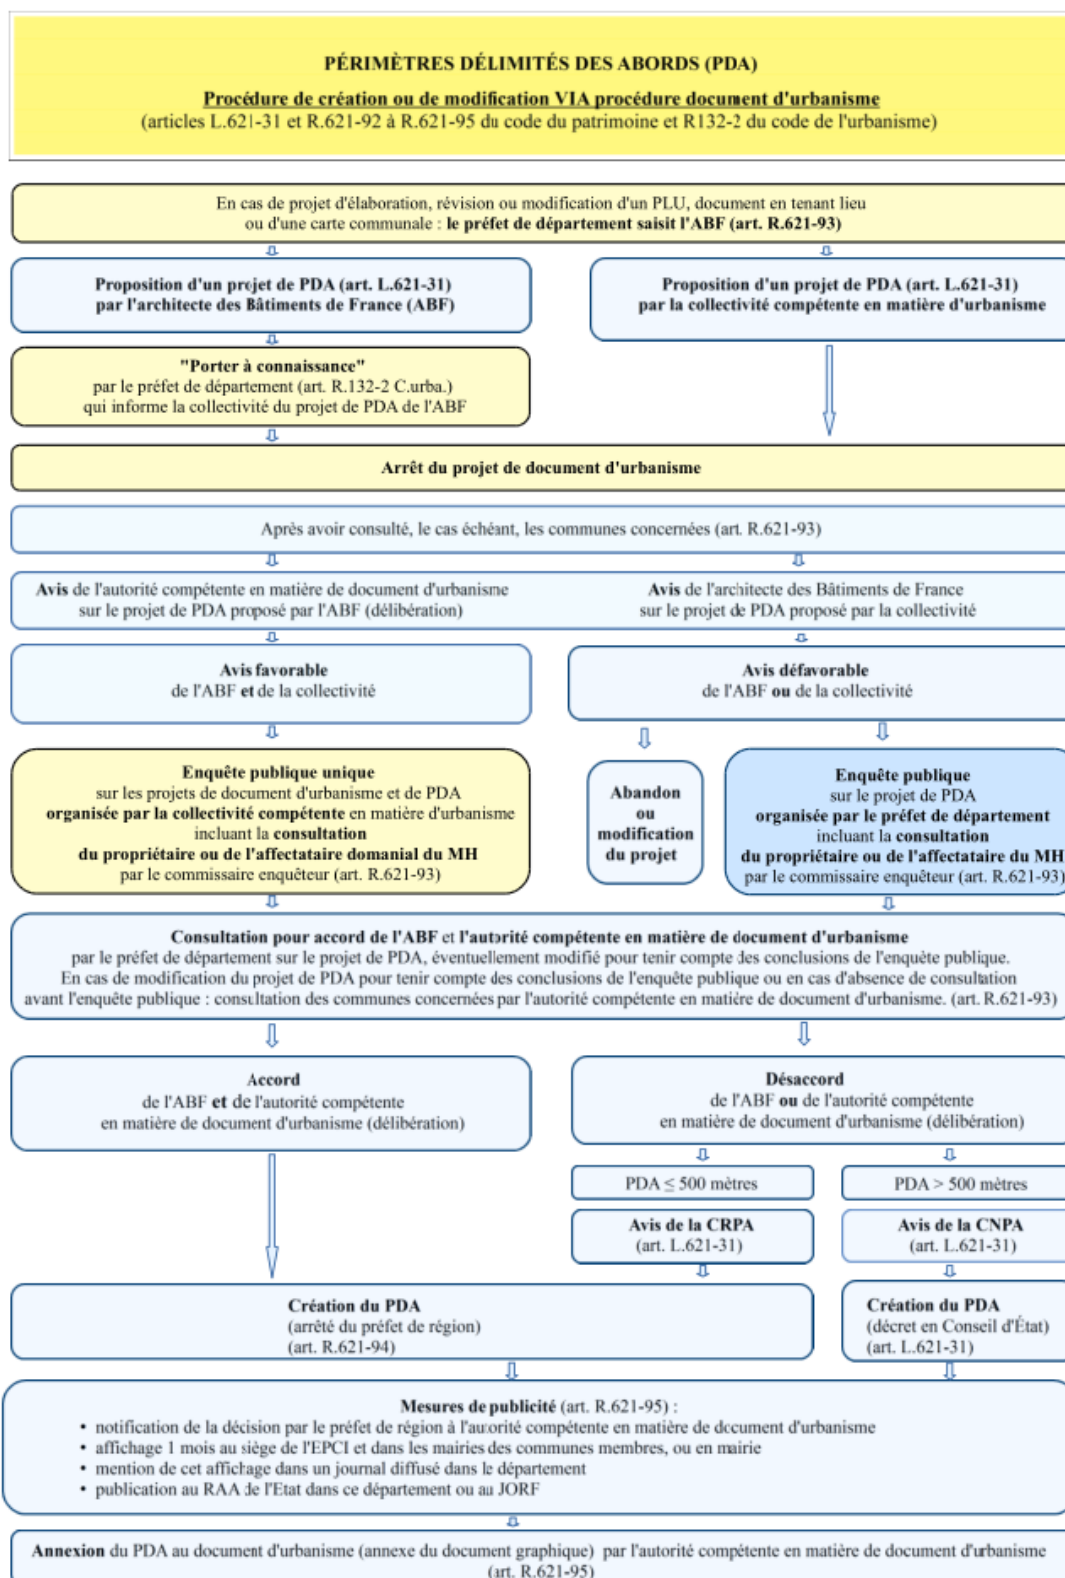 PÉRIMÈTRES DÉLIMITÉS DES ABORDS (PDA)
Procédure de création ou de modification VIA procédure document d'urbanisme
(articles L.621-31 et R.621-92 à R.621-95 du code du patrimoine et R132-2 du code de l'urbanisme)
En cas de projet d'élaboration, révision ou modification d'un PLU, document en tenant lieu
ou d'une carte communale : le préfet de département saisit l'ABF (art. R.621-93)
Proposition d'un projet de PDA (art. L.621-31)
par l'architecte des Bâtiments de France (ABF)
Proposition d'un projet de PDA (art. L.621-31)
par la collectivité compétente en matière d'urbanisme
"Porter à connaissance"
par le préfet de département (art. R.132-2 C.urba.)
qui informe la collectivité du projet de PDA de l'ABF
Arrêt du projet de document d'urbanisme
Après avoir consulté, le cas échéant, les communes concernées (art. R.621-93)
Avis de l'autorité compétente en matière de document d'urbanisme
sur le projet de PDA proposé par l'ABF (délibération)
Avis de l'architecte des Bâtiments de France
sur le projet de PDA proposé par la collectivité
Avis favorable
de l'ABF et de la collectivité
Avis défavorable
de l'ABF ou de la collectivité
Enquête publique unique
sur les projets de document d'urbanisme et de PDA
organisée par la collectivité compétente en matière d'urbanisme
incluant la consultation
du propriétaire ou de l'affectataire domanial du MH
par le commissaire enquêteur (art. R.621-93)
Abandon
ou
modification
du projet
Enquête publique
sur le projet de PDA
organisée par le préfet de département
incluant la consultation
du propriétaire ou de l'affectataire du MH
par le commissaire enquêteur (art. R.621-93)
Consultation pour accord de l'ABF et l'autorité compétente en matière de document d'urbanisme
par le préfet de département sur le projet de PDA, éventuellement modifié pour tenir compte des conclusions de l'enquête publique.
En cas de modification du projet de PDA pour tenir compte des conclusions de l'enquête publique ou en cas d'absence de consultation
avant l'enquête publique : consultation des communes concernées par l'autorité compétente en matière de document d'urbanisme. (art. R.621-93)
Accord
de l'ABF et de l'autorité compétente
en matière de document d'urbanisme (délibération)
Désaccord
de l'ABF ou de l'autorité compétente
en matière de document d'urbanisme (délibération)
PDA ≤ 500 mètres
PDA > 500 mètres
Avis de la CRPA
(art. L.621-31)
Avis de la CNPA
(art. L.621-31)
Création du PDA
(arrêté du préfet de région)
(art. R.621-94)
Création du PDA
(décret en Conseil d'État)
(art. L.621-31)
Mesures de publicité (art. R.621-95) :
• notification de la décision par le préfet de région à l'autorité compétente en matière de document d'urbanisme
• affichage 1 mois au siège de l'EPCI et dans les mairies des communes membres, ou en mairie
• mention de cet affichage dans un journal diffusé dans le département
• publication au RAA de l'Etat dans ce département ou au JORF
Annexion du PDA au document d'urbanisme (annexe du document graphique) par l'autorité compétente en matière de document d'urbanisme
(art. R.621-95)